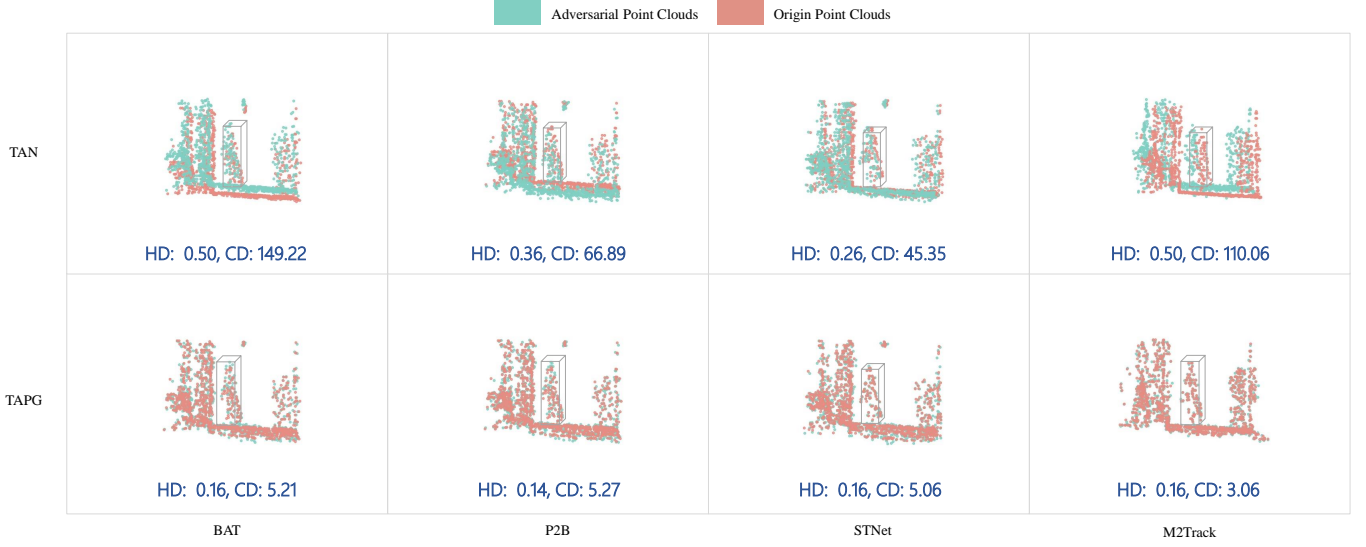 Adversarial Point Clouds Origin Point Clouds
TAN
HD: 0.50, CD: 149.22 HD: 0.36, CD: 66.89 HD: 0.26, CD: 45.35 HD: 0.50, CD: 110.06
TAPG
HD: 0.16, CD: 5.21 HD: 0.14, CD: 5.27 HD: 0.16, CD: 5.06 HD: 0.16, CD: 3.06
BAT P2B STNet M2Track